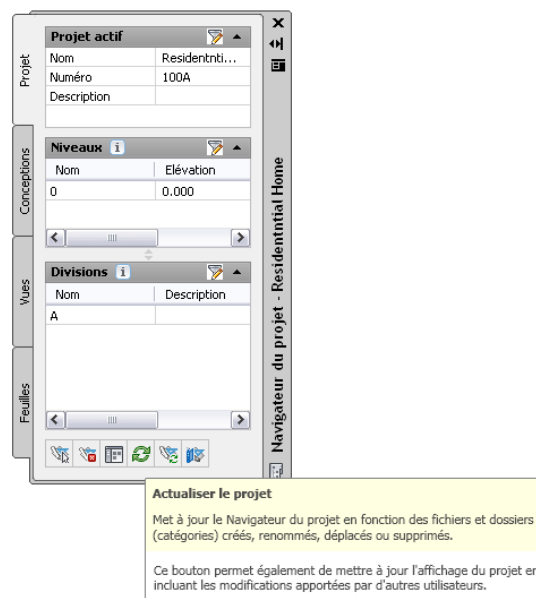 Projet
Conceptions
Vues
Feuilles
Projet actif
Nom Residentnti...
Numéro 100A
Description
Niveaux
Nom Elévation
0 0.000
Divisions
Nom Description
A
Navigateur du projet - Residentntial Home
Actualiser le projet
Met à jour le Navigateur du projet en fonction des fichiers et dossiers
(catégories) créés, renommés, déplacés ou supprimés.
Ce bouton permet également de mettre à jour l'affichage du projet en
incluant les modifications apportées par d'autres utilisateurs.